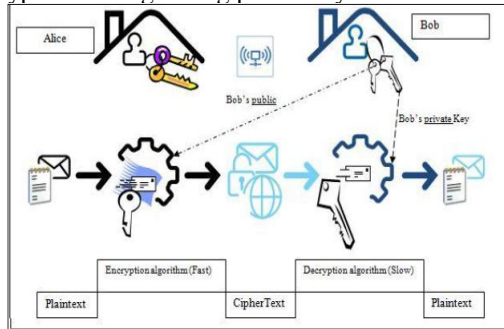 Alice
Bob
Bob's public
Bob's private Key
Encryption algorithm (Fast)
Decryption algorithm (Slow)
Plaintext
CipherText
Plaintext